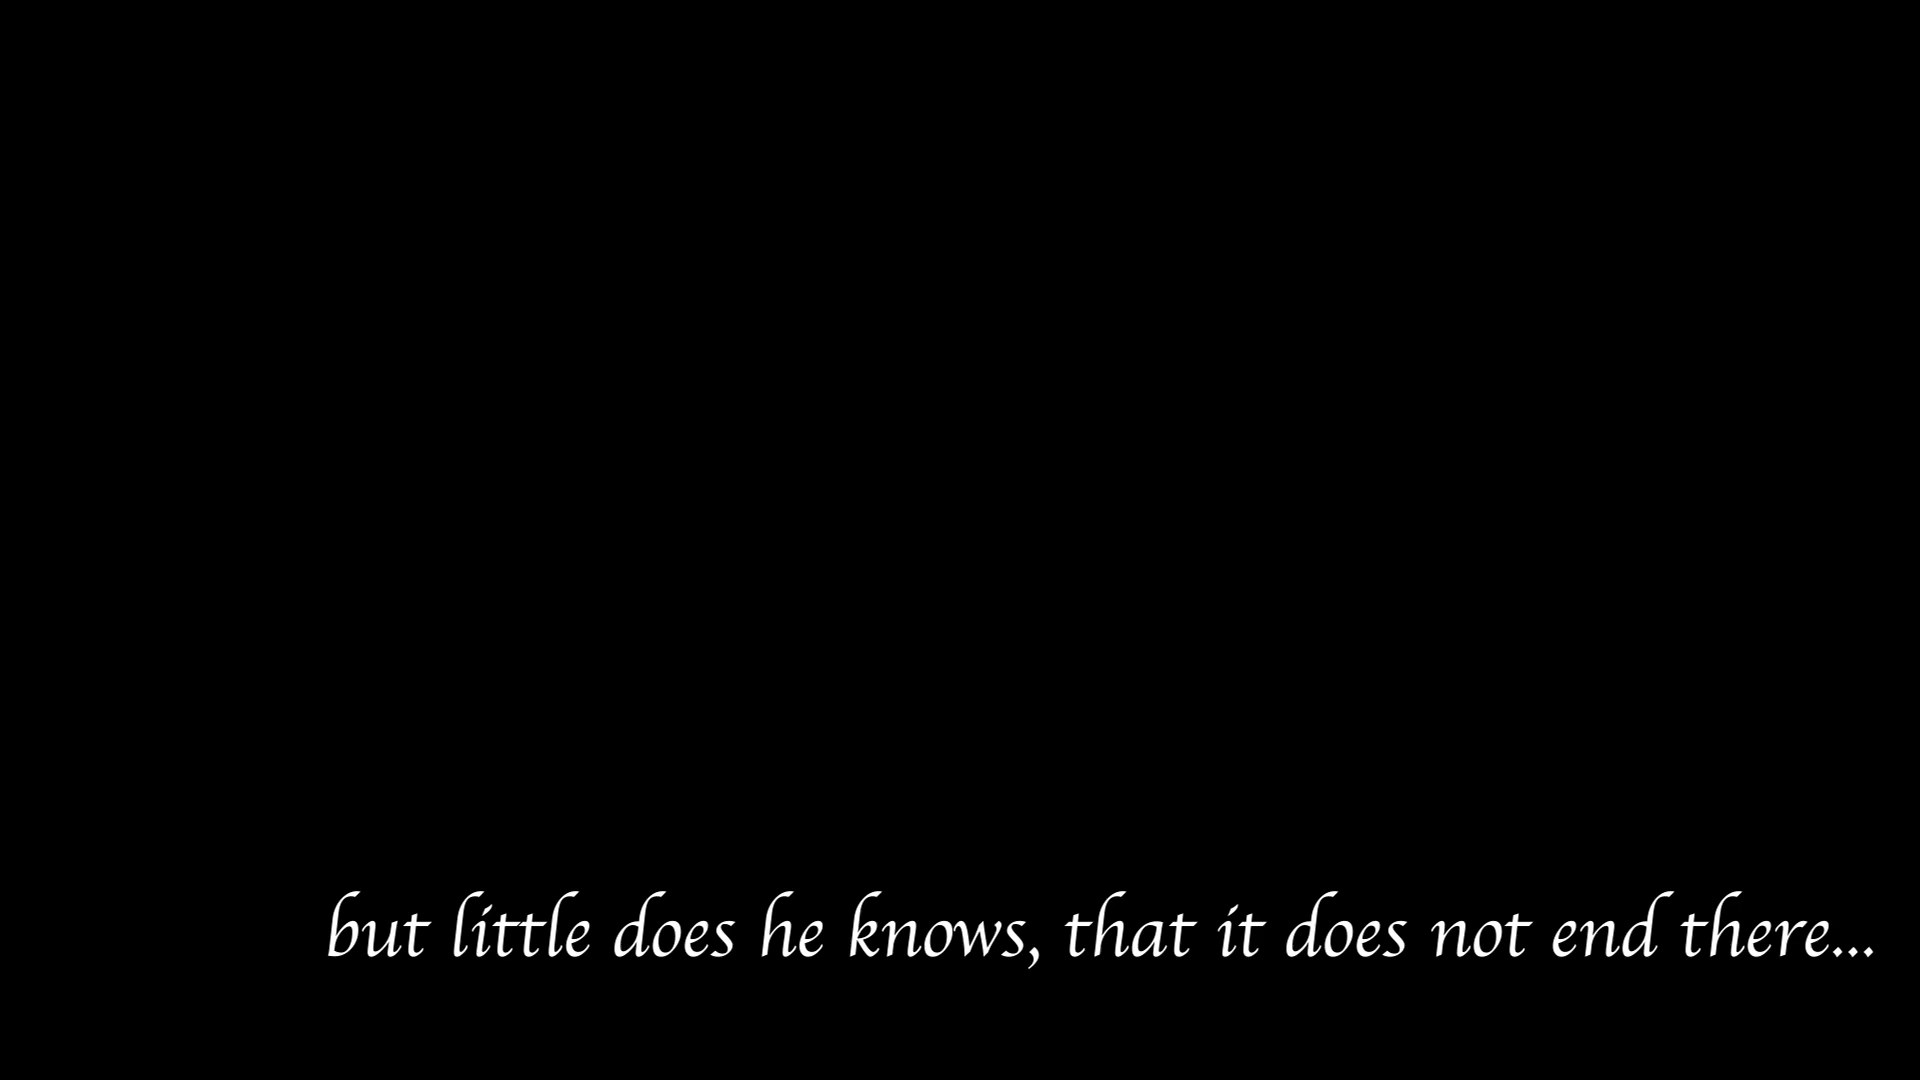 but little does he knows, that it does not end there...